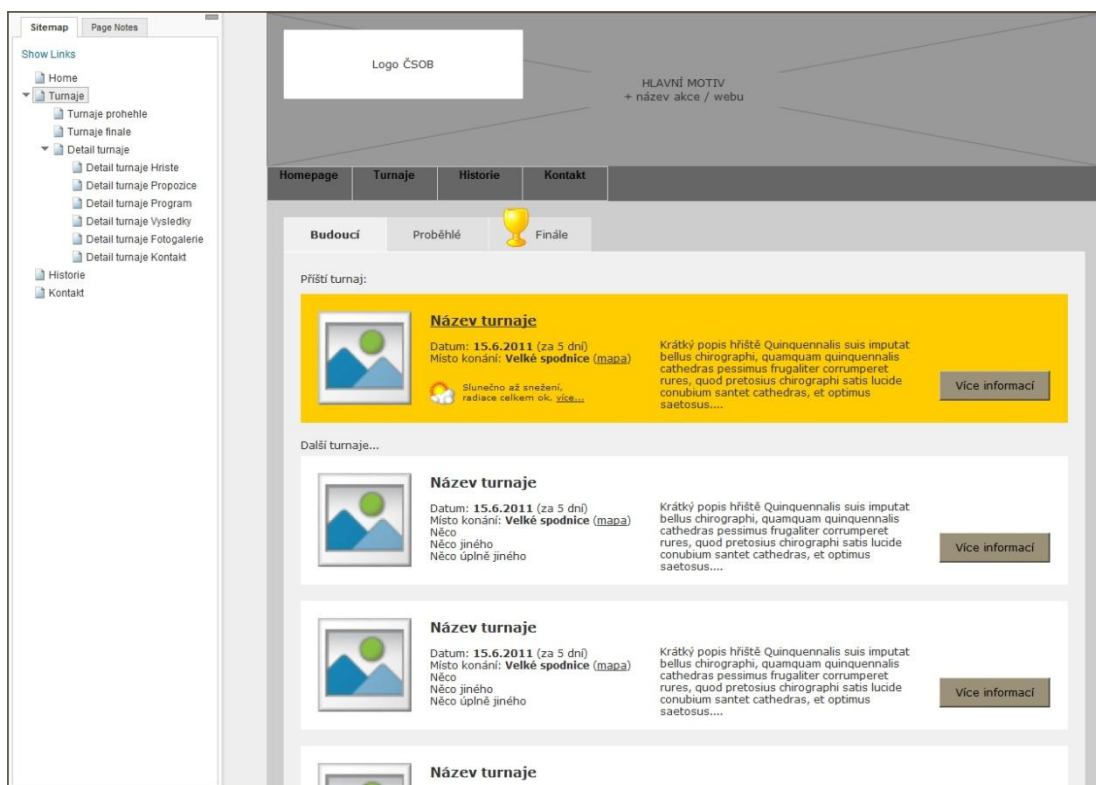 Sitemap
Page Notes
Show Links
Home
Turnaje
Turnaje prohehle
Turnaje finale
Detail turnaje
Detail turnaje Hriste
Detail turnaje Propozice
Detail turnaje Program
Detail turnaje Vysledky
Detail turnaje Fotogalerie
Detail turnaje Kontakt
Historie
Kontakt
Logo ČSOB
HLAVNÍ MOTIV
+ název akce / webu
Homepage
Turnaje
Historie
Kontakt
Budoucí
Proběhlé
Finále
Příští turnaj:
Název turnaje
Datum: 15.6.2011 (za 5 dní)
Místo konání: Velké spodnice (mapa)
Slunečno až snežení,
radiace celkem ok, více...
Krátký popis hřiště Quinquennalis suis imputat
bellus chirographi, quamquam quinquennalis
cathedras pessimus frugaliter corrumperet
rures, quod pretosius chirographi satis lucide
conubium santet cathedras, et optimus
saetosus....
Více informací
Další turnaje...
Název turnaje
Datum: 15.6.2011 (za 5 dní)
Místo konání: Velké spodnice (mapa)
Něco
Něco jiného
Něco úplně jiného
Krátký popis hřiště Quinquennalis suis imputat
bellus chirographi, quamquam quinquennalis
cathedras pessimus frugaliter corrumperet
rures, quod pretosius chirographi satis lucide
conubium santet cathedras, et optimus
saetosus....
Více informací
Název turnaje
Datum: 15.6.2011 (za 5 dní)
Místo konání: Velké spodnice (mapa)
Něco
Něco jiného
Něco úplně jiného
Krátký popis hřiště Quinquennalis suis imputat
bellus chirographi, quamquam quinquennalis
cathedras pessimus frugaliter corrumperet
rures, quod pretosius chirographi satis lucide
conubium santet cathedras, et optimus
saetosus....
Více informací
Název turnaje